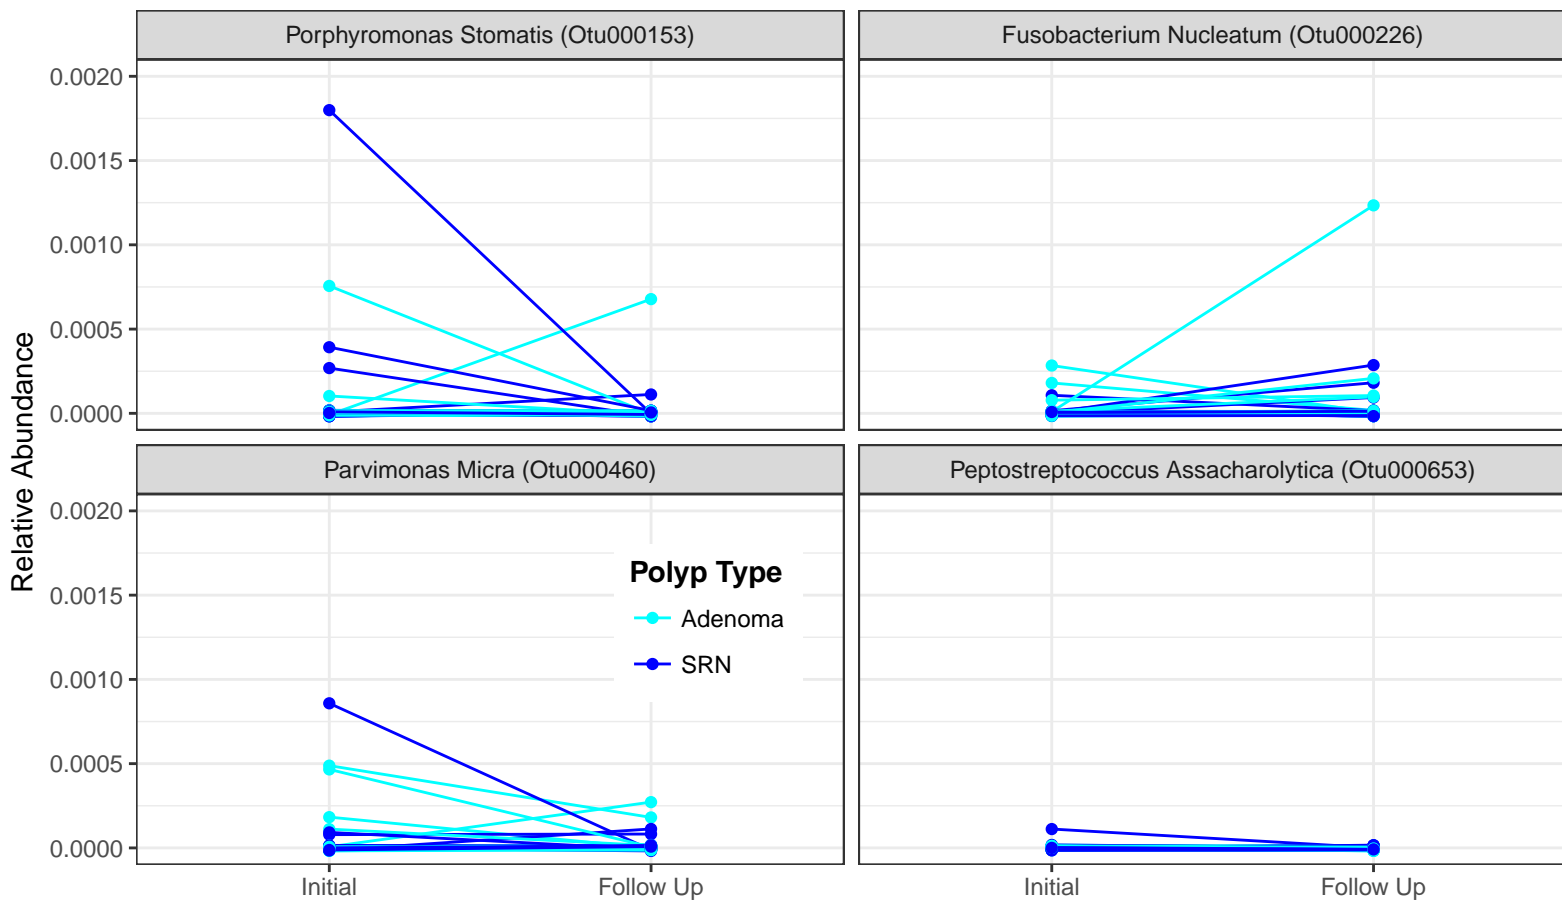 Porphyromonas Stomatis (Otu000153)
Fusobacterium Nucleatum (Otu000226)
0.0020
0.0015
0.0010
0.0005
0.0000
Parvimonas Micra (Otu000460)
Peptostreptococcus Assacharolytica (Otu000653)
0.0020
0.0015
0.0010
0.0005
0.0000
Relative Abundance
Polyp Type
Adenoma
SRN
Initial
Follow Up
Initial
Follow Up